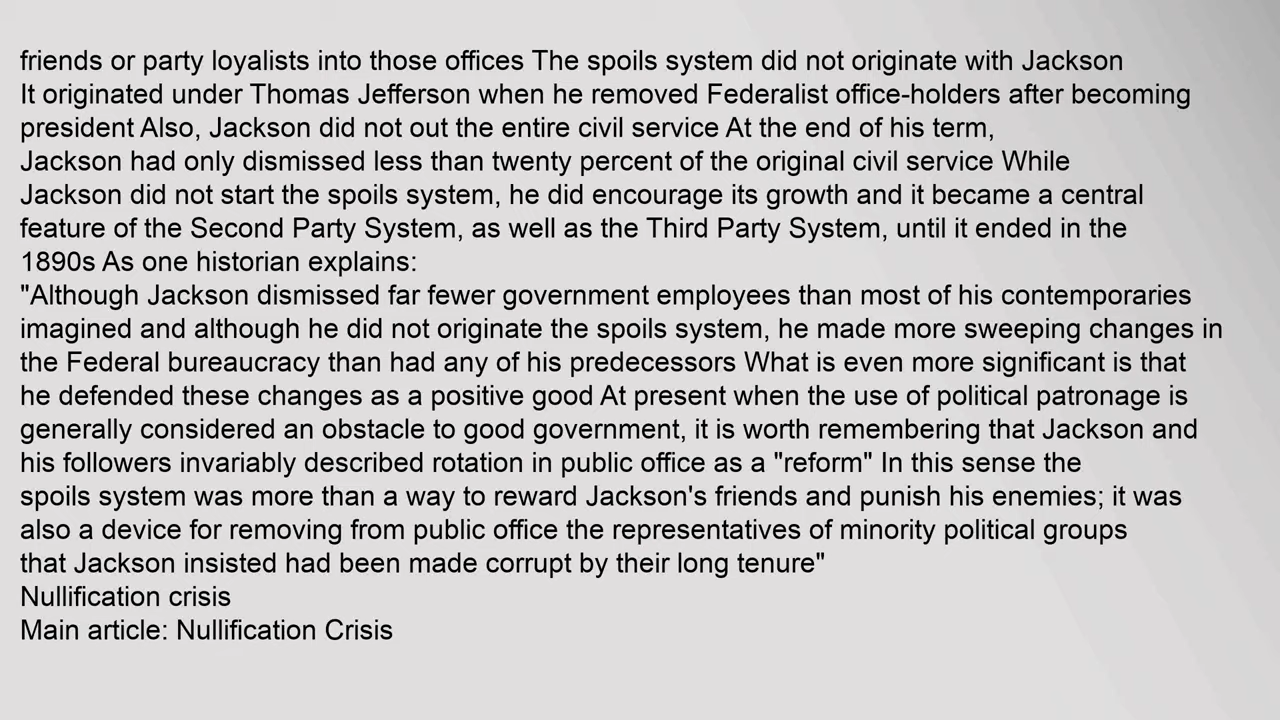 friends or party loyalists into those offices The spoils system did not originate with Jackson
It originated under Thomas Jefferson when he removed Federalist office-holders after becoming
president Also, Jackson did not out the entire civil service At the end of his term,
Jackson had only dismissed less than twenty percent of the original civil service While
Jackson did not start the spoils system, he did encourage its growth and it became a central
feature of the Second Party System, as well as the Third Party System, until it ended in the
1890s As one historian explains:
"Although Jackson dismissed far fewer government employees than most of his contemporaries
imagined and although he did not originate the spoils system, he made more sweeping changes in
the Federal bureaucracy than had any of his predecessors What is even more significant is that
he defended these changes as a positive good At present when the use of political patronage is
generally considered an obstacle to good government, it is worth remembering that Jackson and
his followers invariably described rotation in public office as a "reform" In this sense the
spoils system was more than a way to reward Jackson's friends and punish his enemies; it was
also a device for removing from public office the representatives of minority political groups
that Jackson insisted had been made corrupt by their long tenure"
Nullification crisis
Main article: Nullification Crisis